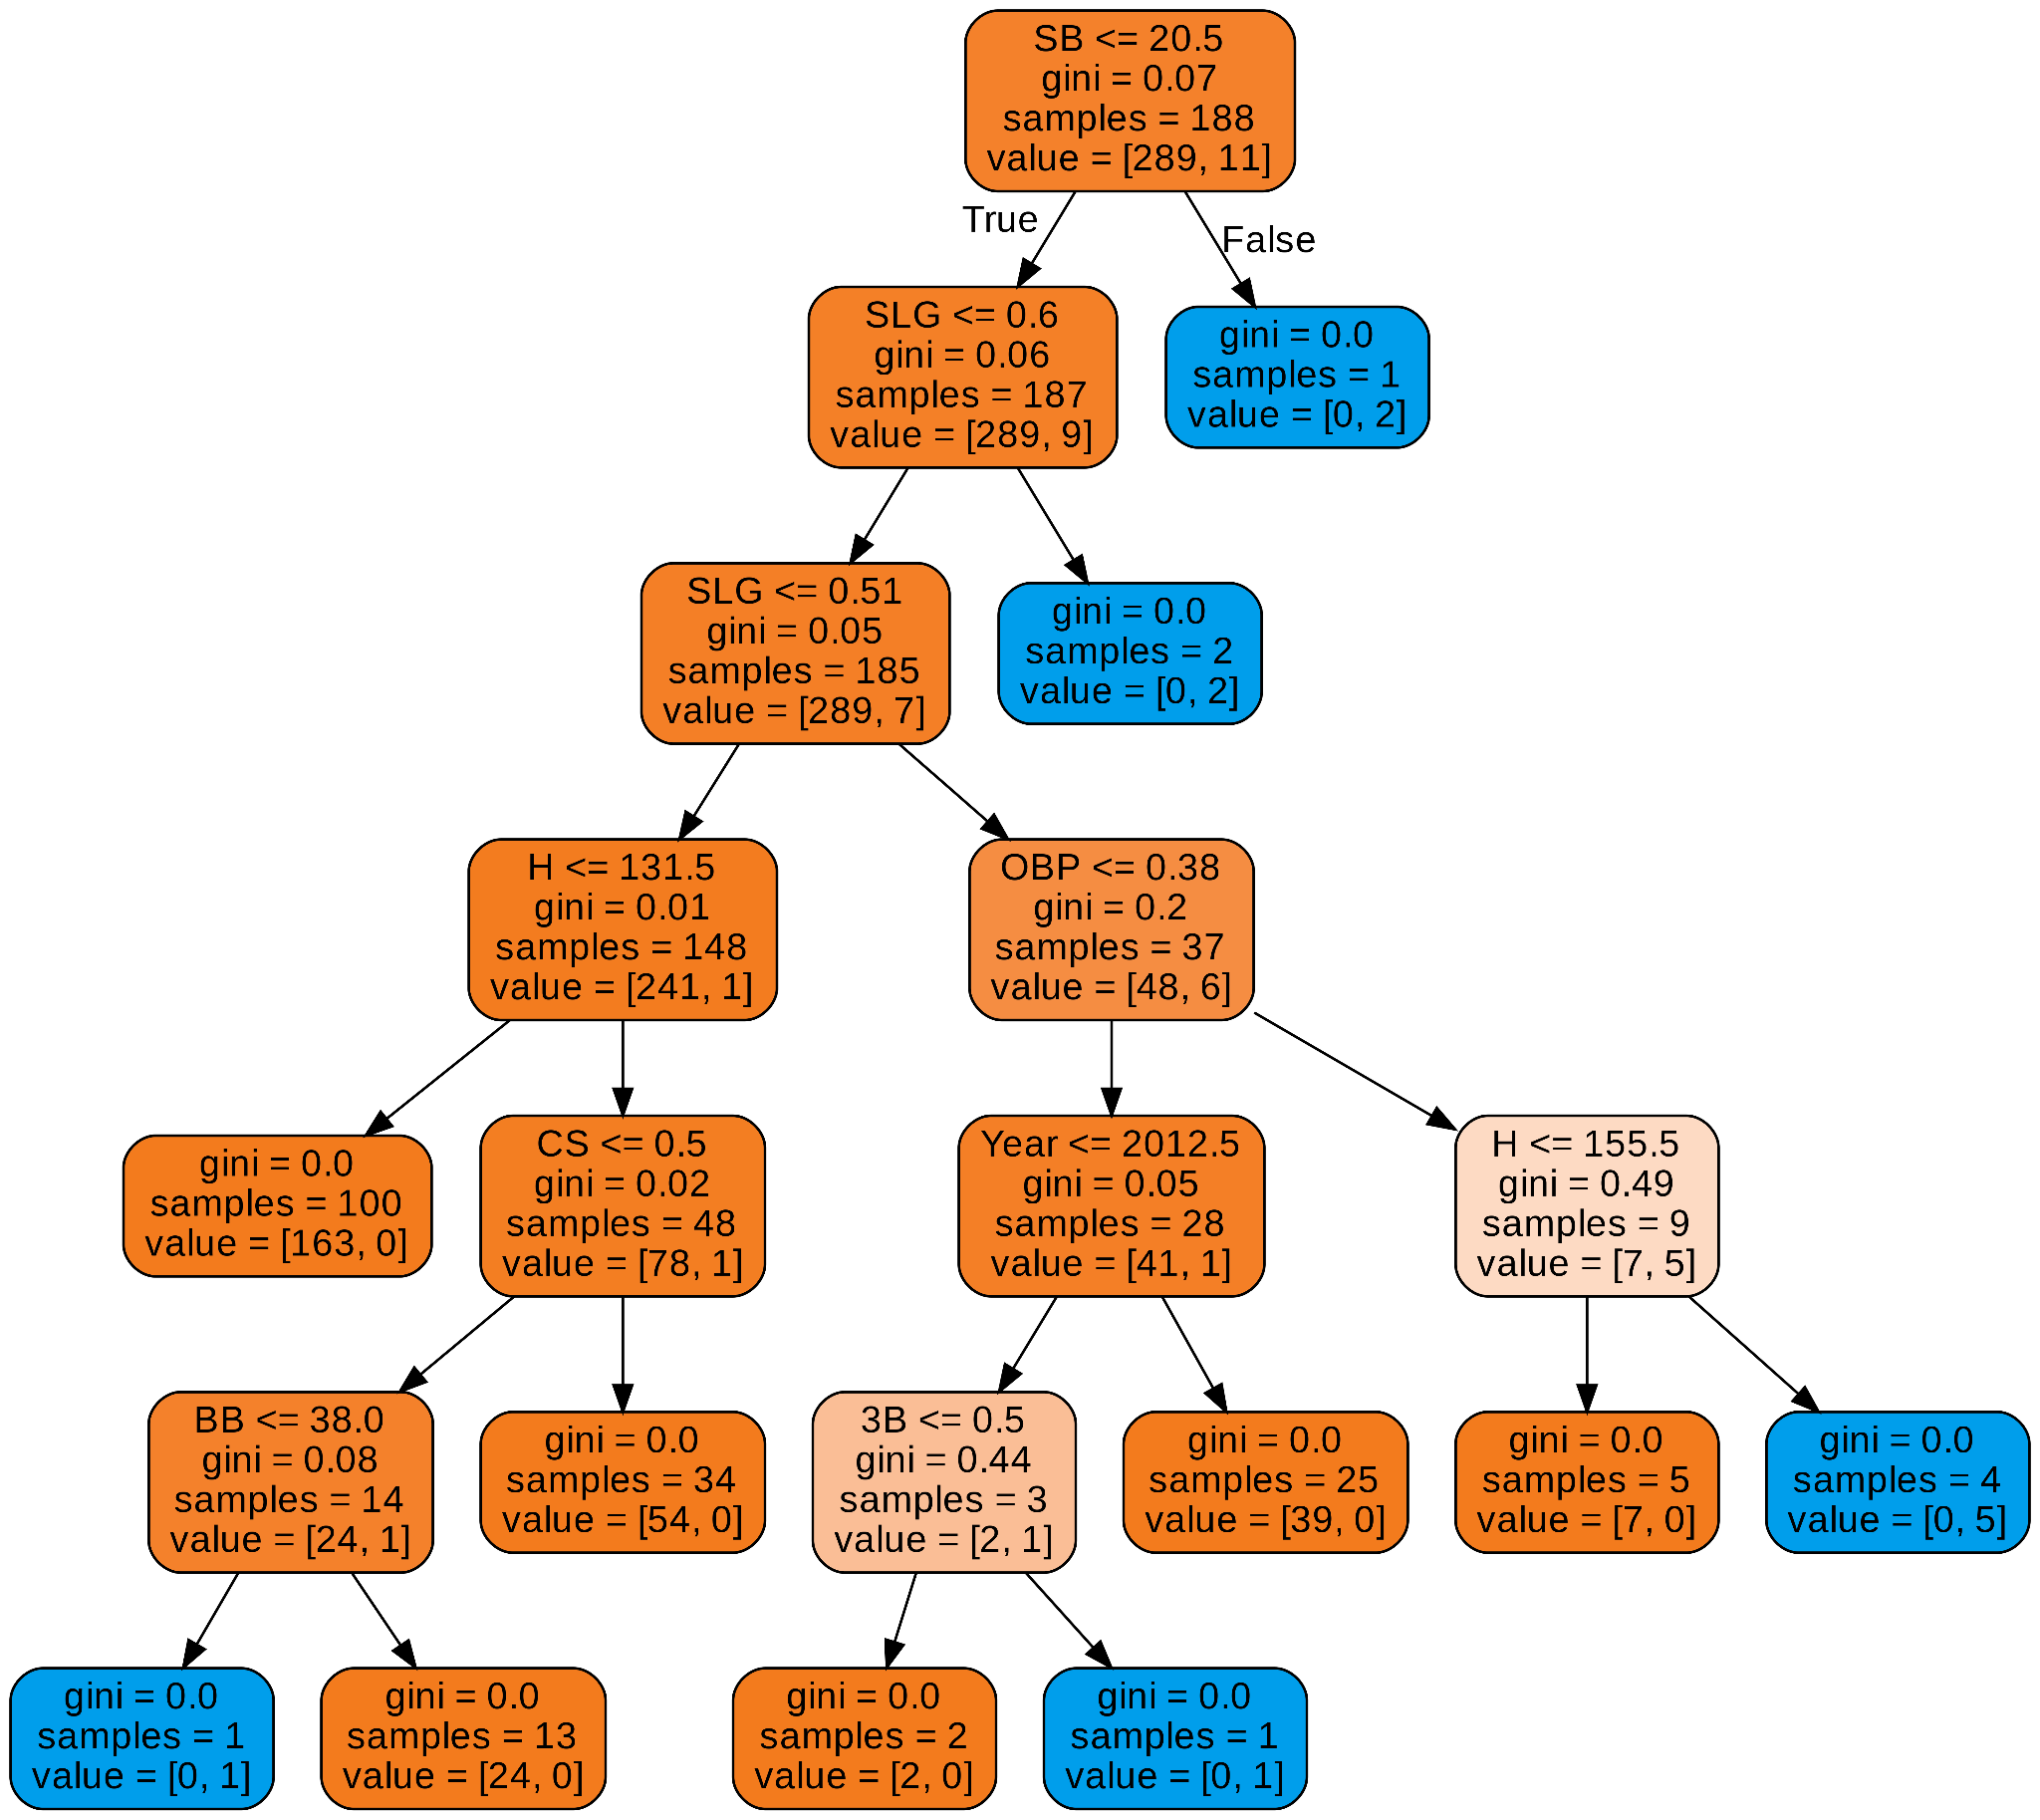 SB <= 20.5
gini = 0.07
samples = 188
value = [289, 11]
True
False
SLG <= 0.6
gini = 0.06
samples = 187
value = [289, 9]
gini = 0.0
samples = 1
value = [0, 2]
SLG <= 0.51
gini = 0.05
samples = 185
value = [289, 7]
gini = 0.0
samples = 2
value = [0, 2]
H <= 131.5
gini = 0.01
samples = 148
value = [241, 1]
OBP <= 0.38
gini = 0.2
samples = 37
value = [48, 6]
gini = 0.0
samples = 100
value = [163, 0]
CS <= 0.5
gini = 0.02
samples = 48
value = [78, 1]
Year <= 2012.5
gini = 0.05
samples = 28
value = [41, 1]
H <= 155.5
gini = 0.49
samples = 9
value = [7, 5]
BB <= 38.0
gini = 0.08
samples = 14
value = [24, 1]
gini = 0.0
samples = 34
value = [54, 0]
3B <= 0.5
gini = 0.44
samples = 3
value = [2, 1]
gini = 0.0
samples = 25
value = [39, 0]
gini = 0.0
samples = 5
value = [7, 0]
gini = 0.0
samples = 4
value = [0, 5]
gini = 0.0
samples = 1
value = [0, 1]
gini = 0.0
samples = 13
value = [24, 0]
gini = 0.0
samples = 2
value = [2, 0]
gini = 0.0
samples = 1
value = [0, 1]